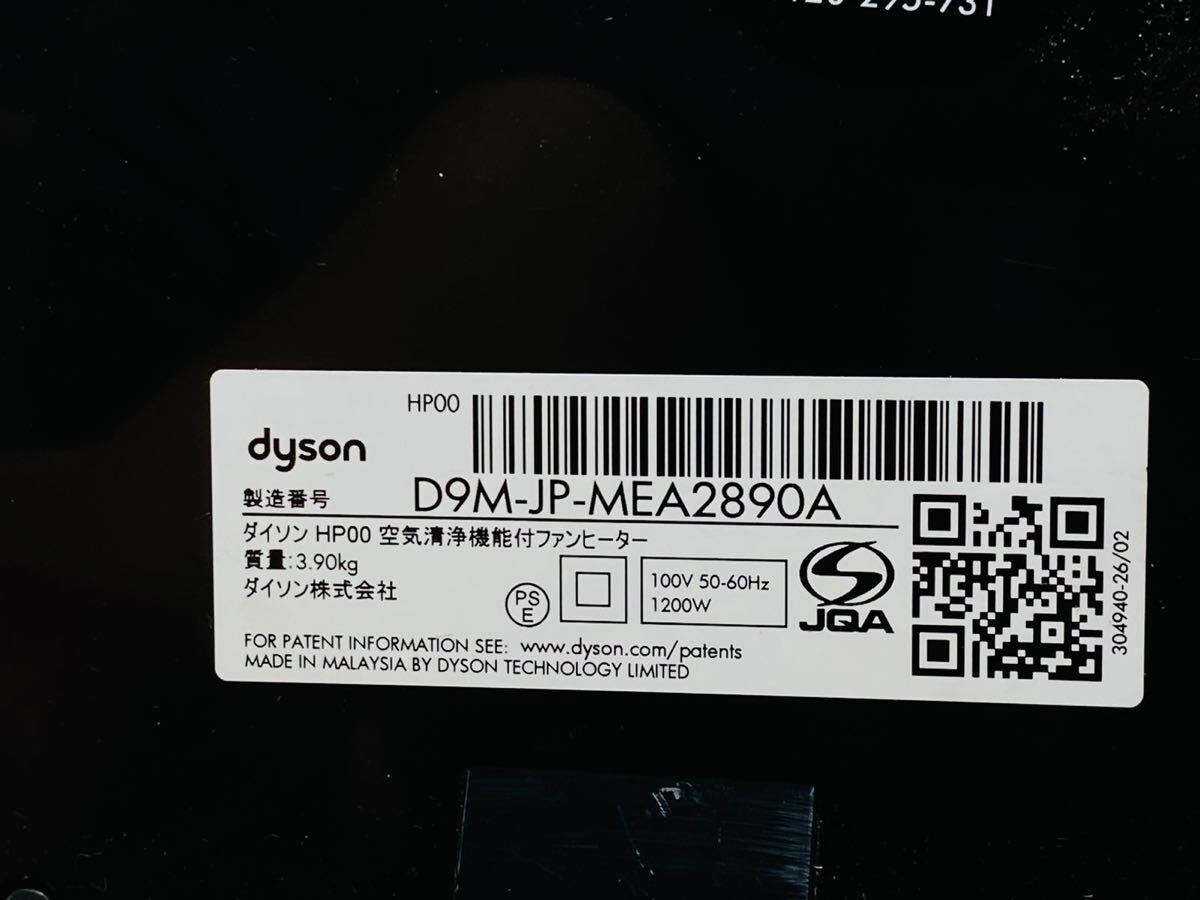 295-731
HP00
dyson
製造番号 D9M-JP-MEA2890A
ダイソン HP00 空気清浄機能付ファンヒーター
質量:3.90kg
ダイソン株式会社
PS
E
100V 50-60Hz
1200W
JQA
FOR PATENT INFORMATION SEE: www.dyson.com/patents
MADE IN MALAYSIA BY DYSON TECHNOLOGY LIMITED
304940-26/02